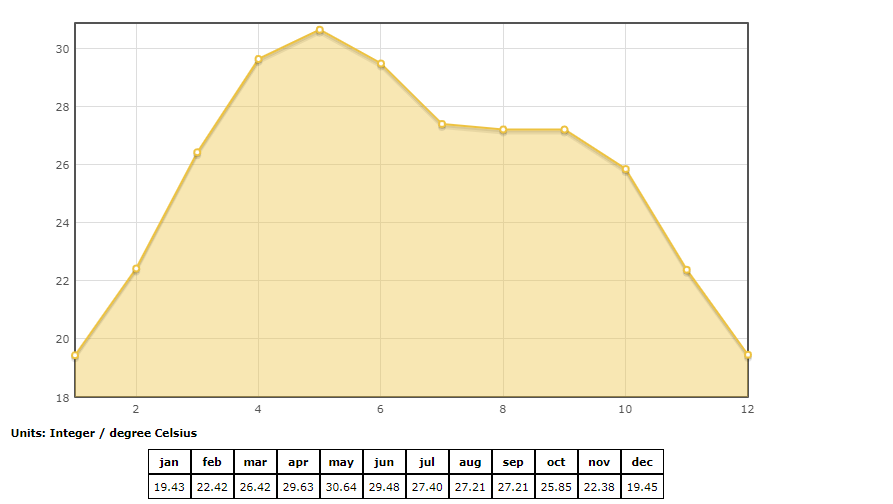 30
28
26
24
22
20
18
2 4 6 8 10 12
Units: Integer / degree Celsius
jan feb mar apr may jun jul aug sep oct nov dec
19.43 22.42 26.42 29.63 30.64 29.48 27.40 27.21 27.21 25.85 22.38 19.45